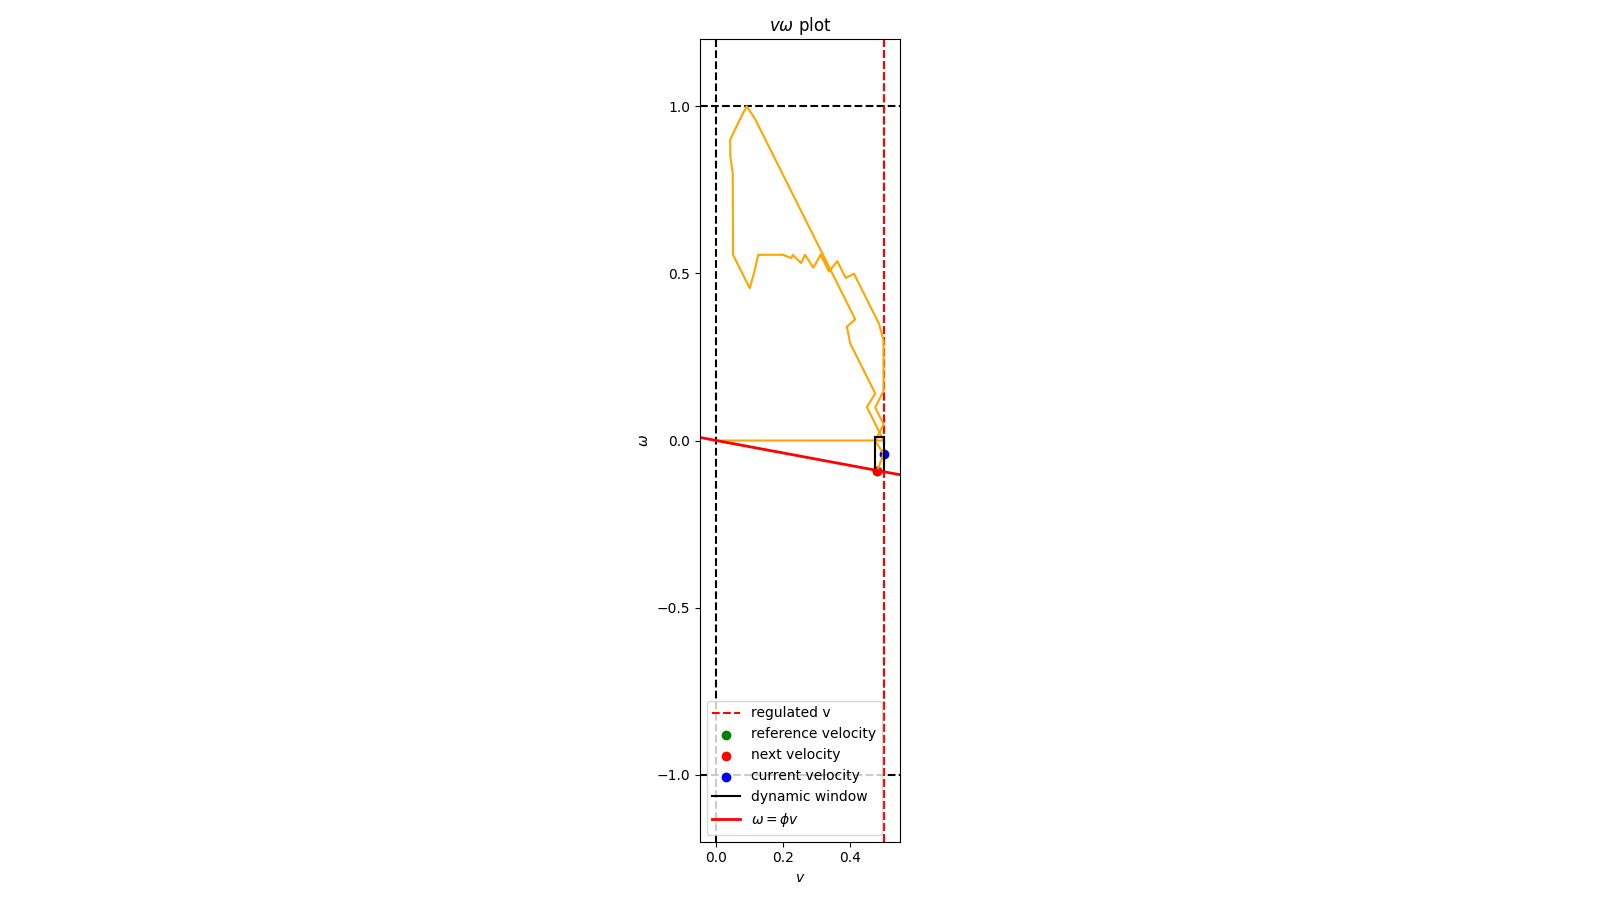 vω plot
1.0
0.5
ω
0.0
−0.5
−1.0
regulated v
reference velocity
next velocity
current velocity
dynamic window
ω = ϕv
0.0 0.2 0.4
v